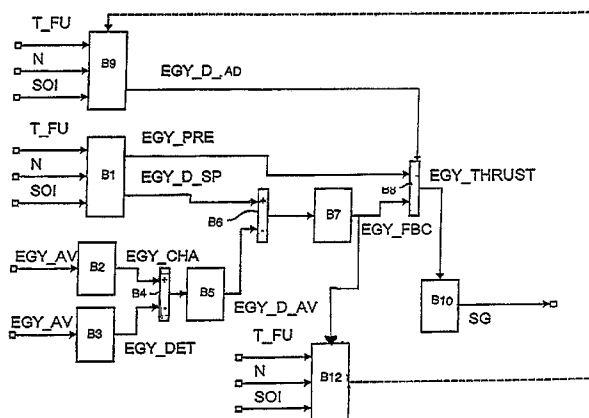 T_FU
N
SOI
B9
EGY_D_AD
T_FU
N
SOI
B1
EGY_PRE
EGY_D_SP
B6
+
-
B7
B8
-
EGY_THRUST
EGY_FBC
EGY_AV
B2
EGY_CHA
B4
+
-
B5
EGY_D_AV
EGY_AV
B3
EGY_DET
B10
SG
T_FU
N
SOI
B12